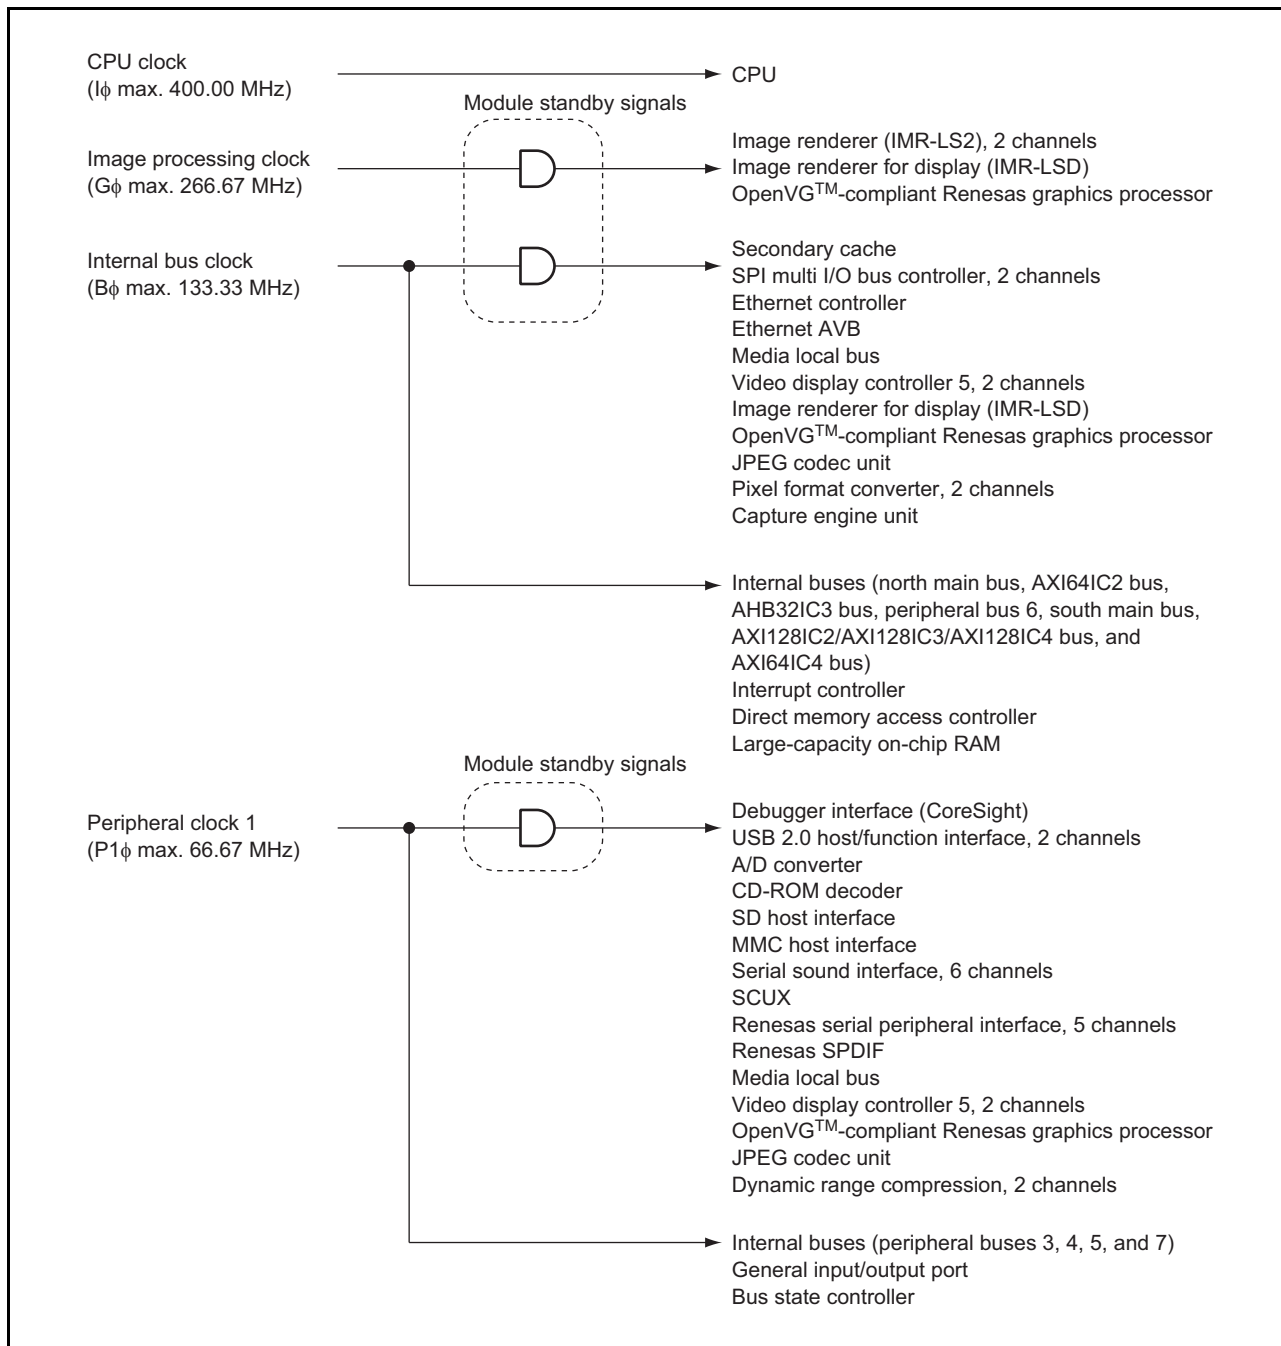 CPU clock
(Iϕ max. 400.00 MHz)
CPU
Module standby signals
Image processing clock
(Gϕ max. 266.67 MHz)
Image renderer (IMR-LS2), 2 channels
Image renderer for display (IMR-LSD)
OpenVG™-compliant Renesas graphics processor
Internal bus clock
(Bϕ max. 133.33 MHz)
Secondary cache
SPI multi I/O bus controller, 2 channels
Ethernet controller
Ethernet AVB
Media local bus
Video display controller 5, 2 channels
Image renderer for display (IMR-LSD)
OpenVG™-compliant Renesas graphics processor
JPEG codec unit
Pixel format converter, 2 channels
Capture engine unit
Internal buses (north main bus, AXI64IC2 bus,
AHB32IC3 bus, peripheral bus 6, south main bus,
AXI128IC2/AXI128IC3/AXI128IC4 bus, and
AXI64IC4 bus)
Interrupt controller
Direct memory access controller
Large-capacity on-chip RAM
Module standby signals
Peripheral clock 1
(P1ϕ max. 66.67 MHz)
Debugger interface (CoreSight)
USB 2.0 host/function interface, 2 channels
A/D converter
CD-ROM decoder
SD host interface
MMC host interface
Serial sound interface, 6 channels
SCUX
Renesas serial peripheral interface, 5 channels
Renesas SPDIF
Media local bus
Video display controller 5, 2 channels
OpenVG™-compliant Renesas graphics processor
JPEG codec unit
Dynamic range compression, 2 channels
Internal buses (peripheral buses 3, 4, 5, and 7)
General input/output port
Bus state controller